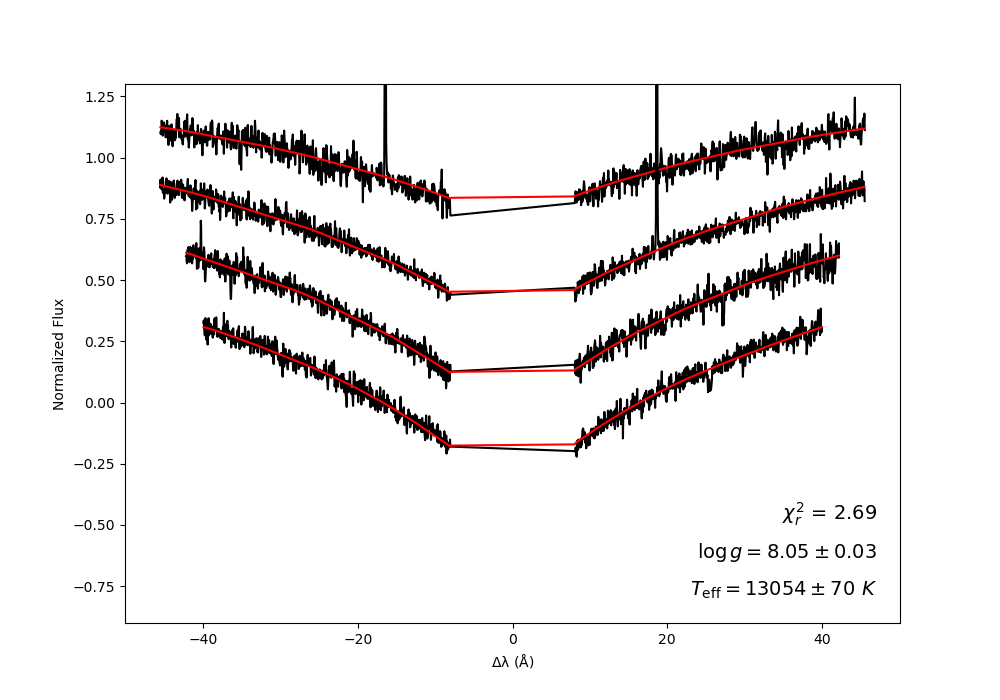 1.25
1.00
0.75
0.50
0.25
0.00
−0.25
−0.50
−0.75
Normalized Flux
χ²ᵣ = 2.69
log g = 8.05 ± 0.03
T_eff = 13054 ± 70 K
−40
−20
0
20
40
Δλ (Å)